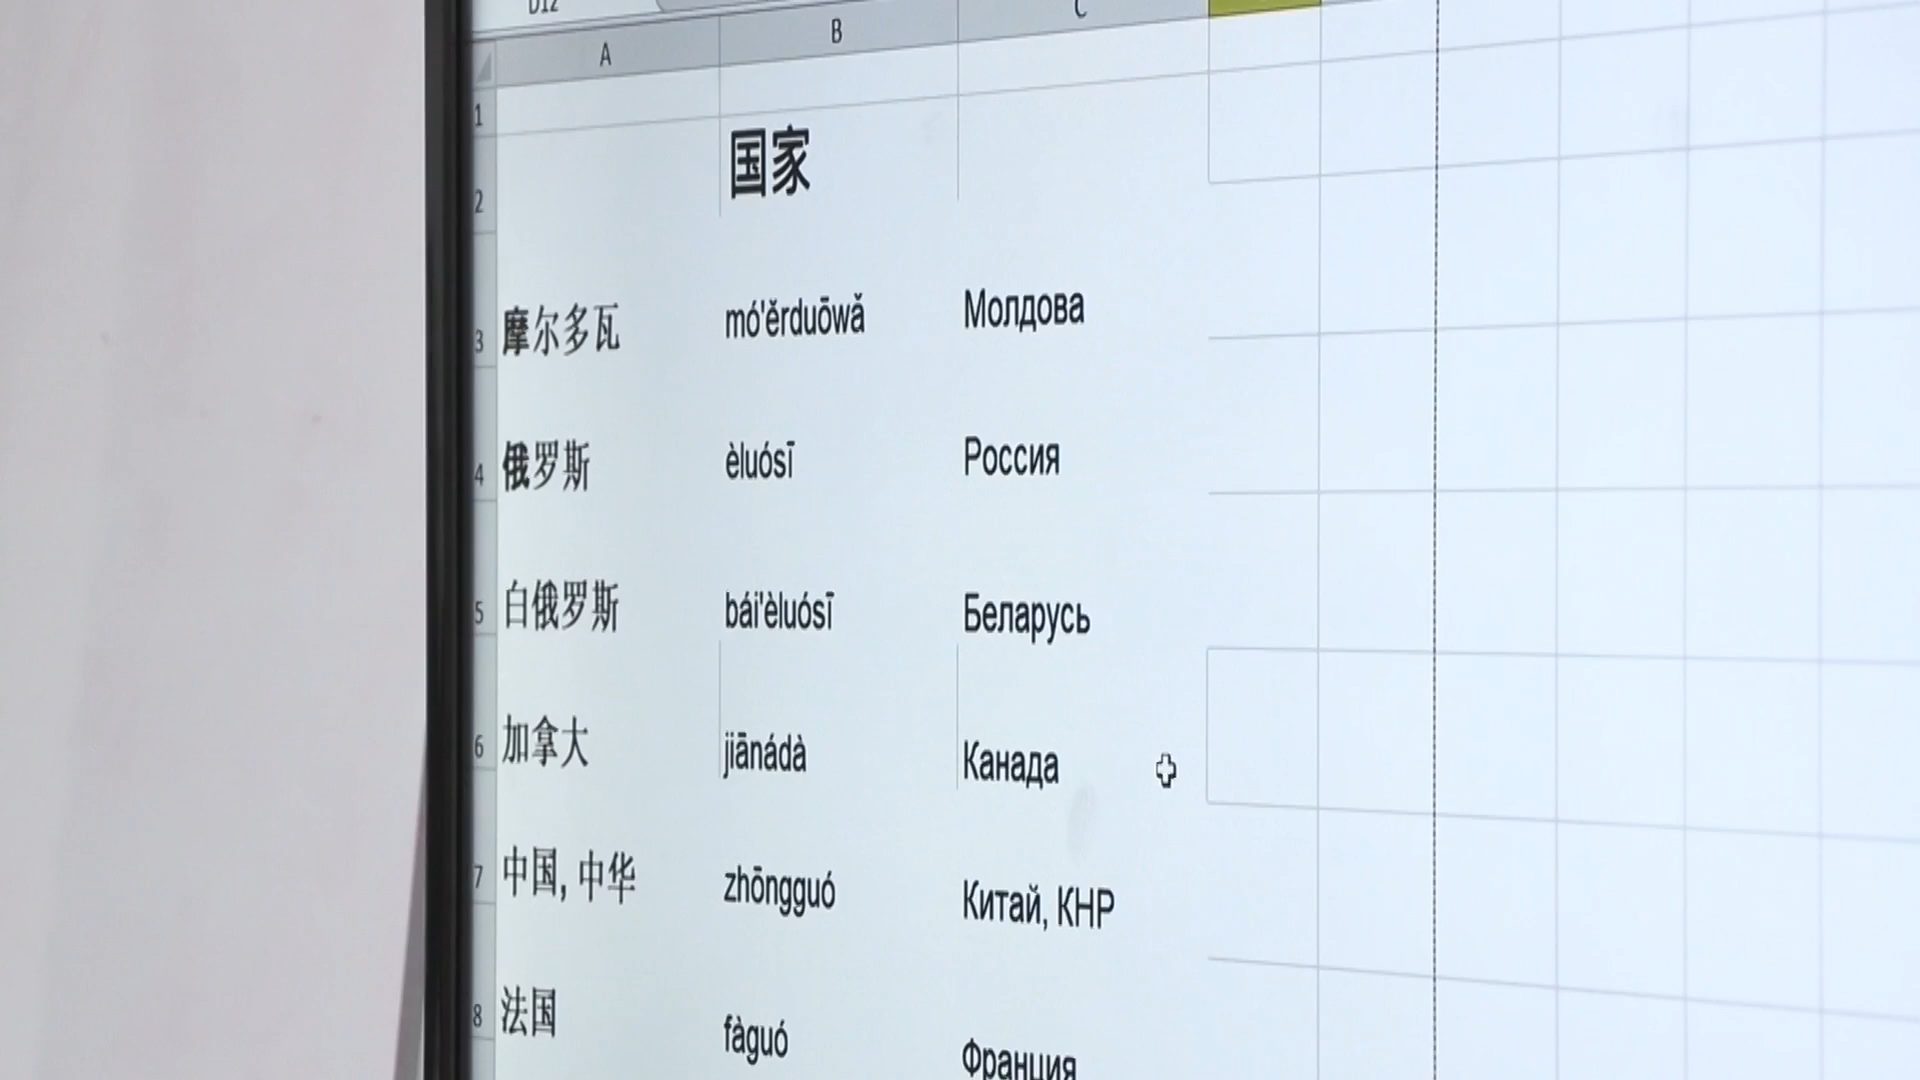 D12
A B C
1
2 国家
3 摩尔多瓦 mó'ěrduōwǎ Молдова
4 俄罗斯 èluósī Россия
5 白俄罗斯 bái'èluósī Беларусь
6 加拿大 jiānádà Канада
7 中国, 中华 zhōngguó Китай, КНР
8 法国 fàguó Франция